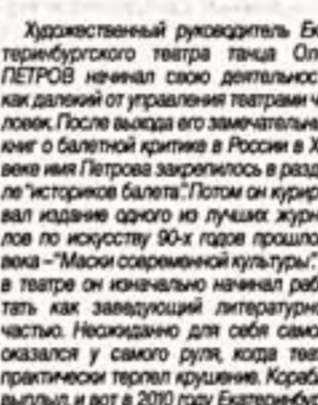 Художественный руководитель Ек
теринбургского театра танца Ол
ПЕТРОВ начинал свою деятельнос
как далекий от управления театрами ч
ловек. После выхода его замечательны
книг о балетной критике в России в X
веке имя Петрова закрепилось в разд
ле "историков балета". Потом он курир
вал издание одного из лучших журн
лов по искусству 90-х годов прошло
века – "Маски современной культуры".
в театре он изначально начинал раб
тать как заведующий литературно
частью. Неожиданно для себя само
оказался у самого руля, когда теат
практически терпел крушение. Кораб
выплыл, и вот в 2010 году Екатеринбур